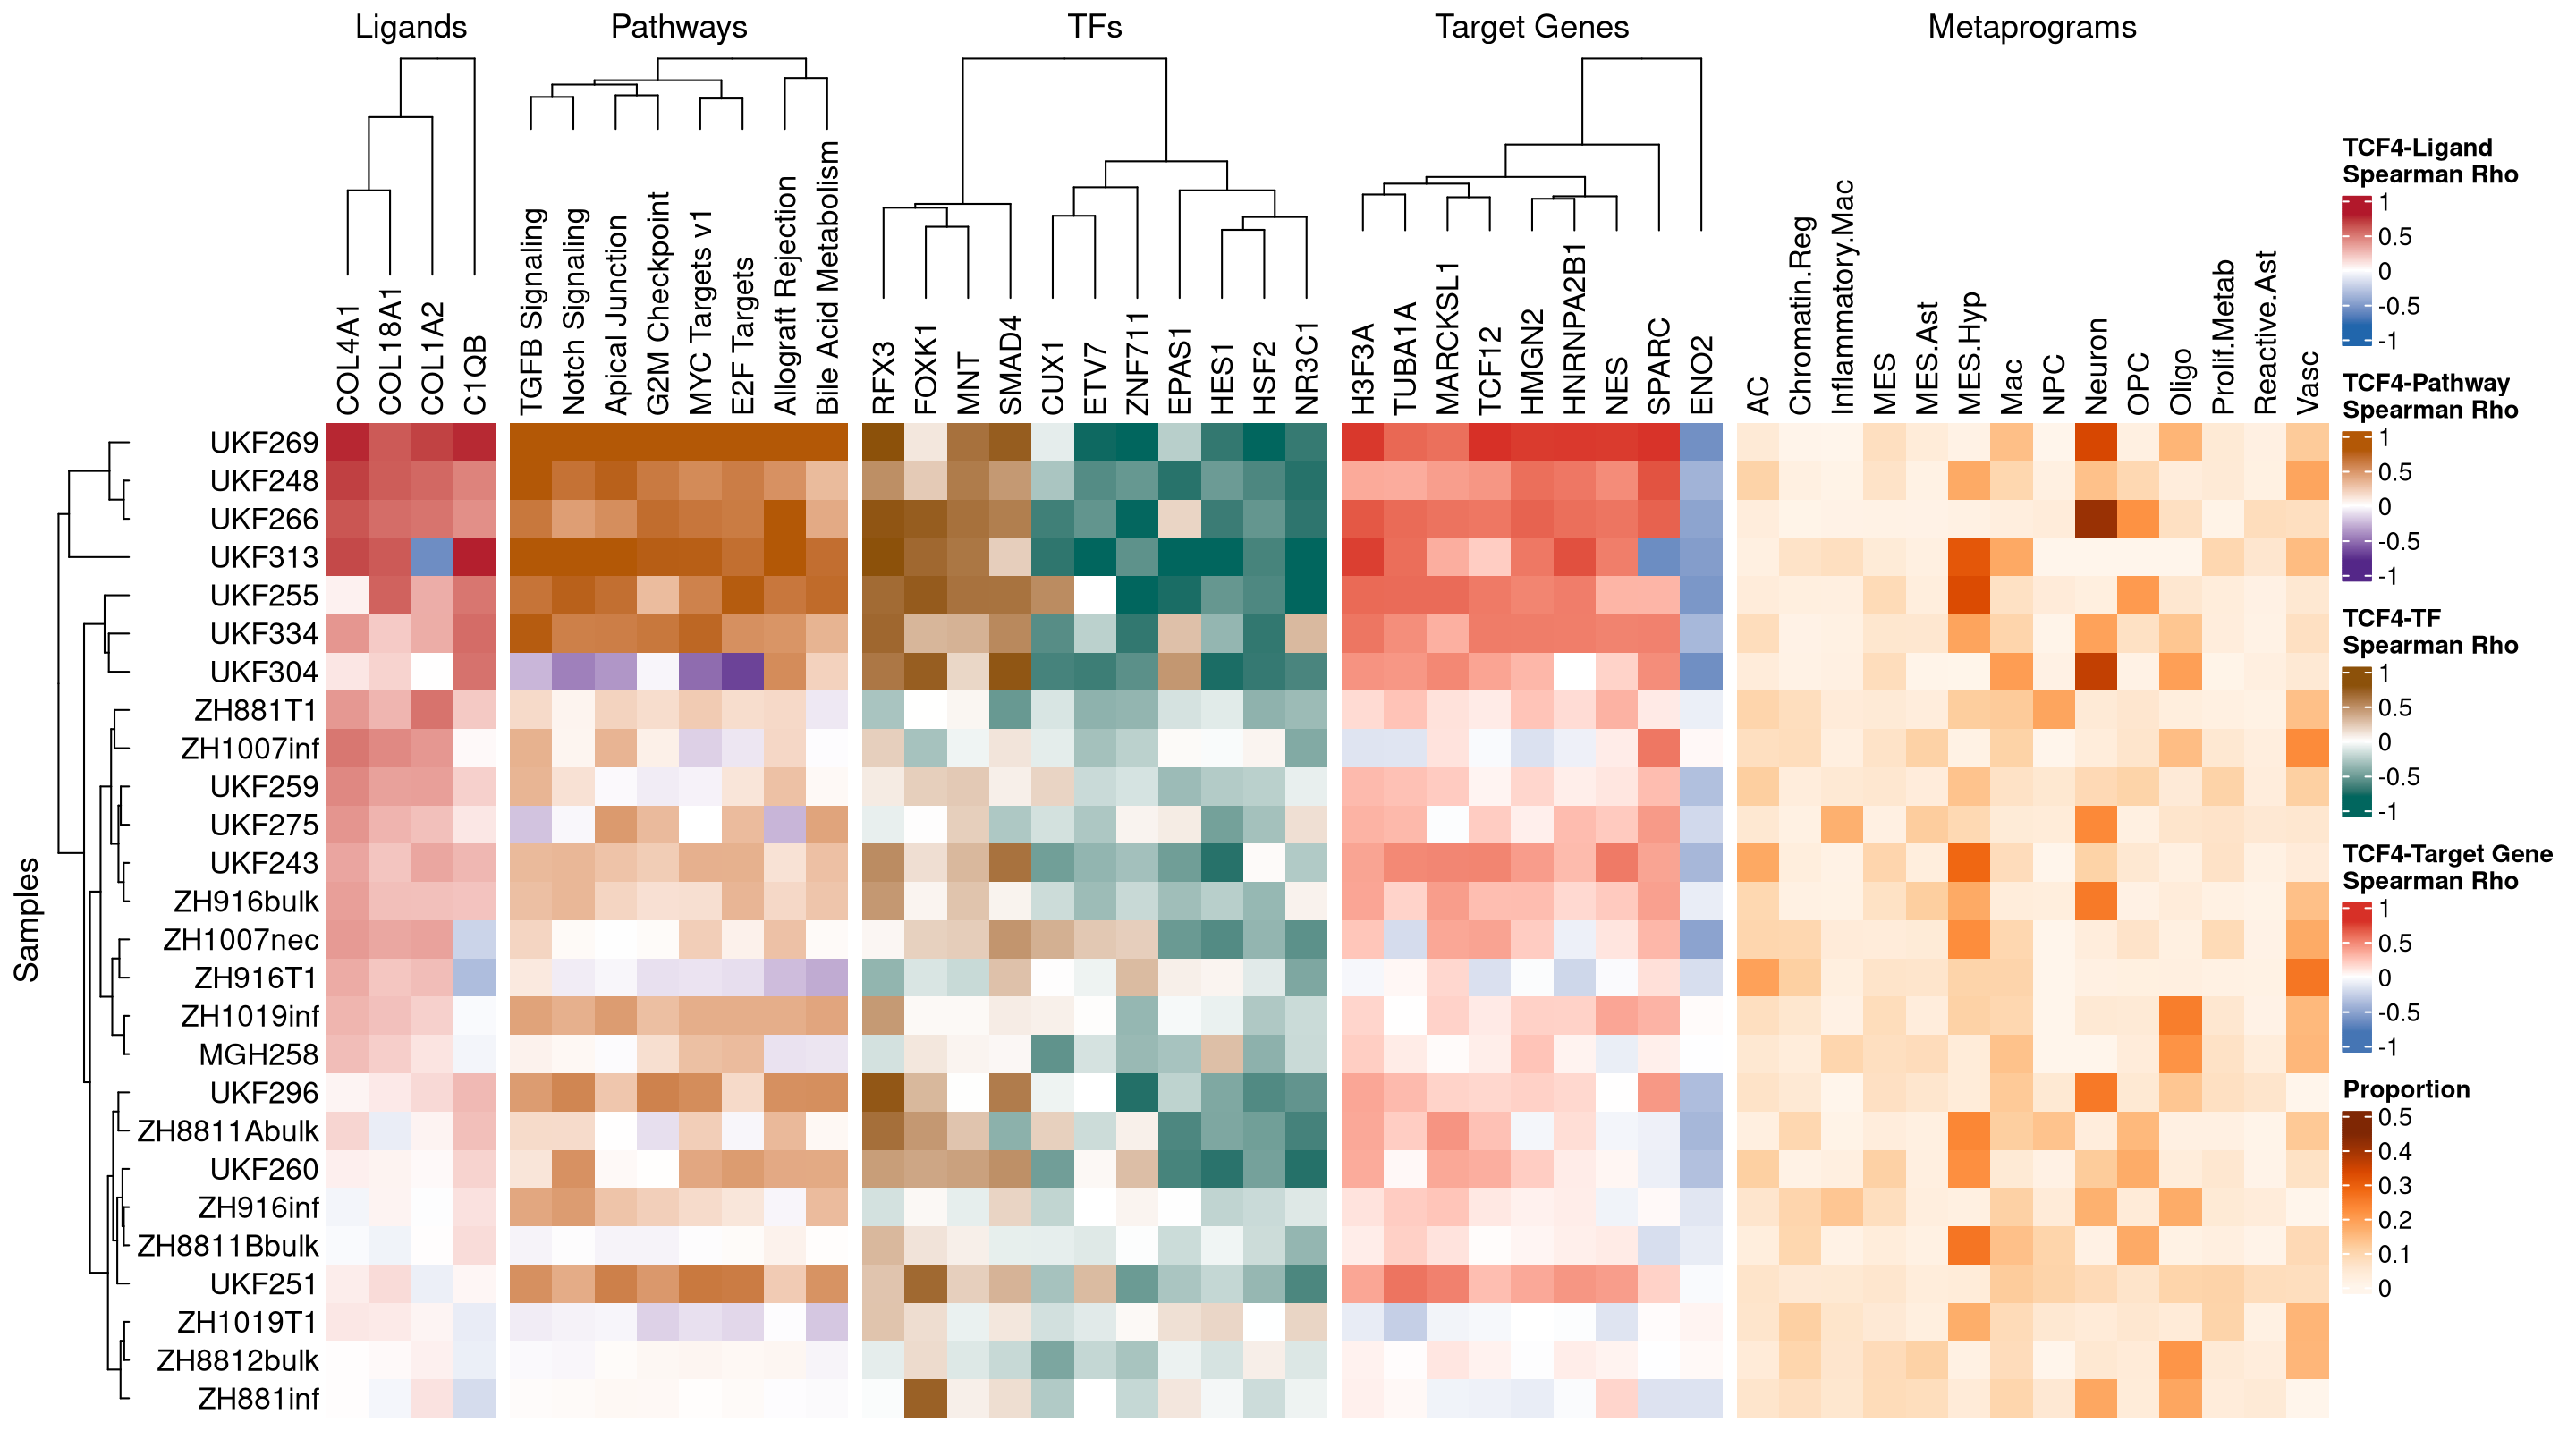 Ligands
Pathways
TFs
Target Genes
Metaprograms
COL4A1
COL18A1
COL1A2
C1QB
TGFB Signaling
Notch Signaling
Apical Junction
G2M Checkpoint
MYC Targets v1
E2F Targets
Allograft Rejection
Bile Acid Metabolism
RFX3
FOXK1
MNT
SMAD4
CUX1
ETV7
ZNF711
EPAS1
HES1
HSF2
NR3C1
H3F3A
TUBA1A
MARCKSL1
TCF12
HMGN2
HNRNPA2B1
NES
SPARC
ENO2
AC
Chromatin.Reg
Inflammatory.Mac
MES
MES.Ast
MES.Hyp
Mac
NPC
Neuron
OPC
Oligo
Prolif.Metab
Reactive.Ast
Vasc
Samples
UKF269
UKF248
UKF266
UKF313
UKF255
UKF334
UKF304
ZH881T1
ZH1007inf
UKF259
UKF275
UKF243
ZH916bulk
ZH1007nec
ZH916T1
ZH1019inf
MGH258
UKF296
ZH8811Abulk
UKF260
ZH916inf
ZH8811Bbulk
UKF251
ZH1019T1
ZH8812bulk
ZH881inf
TCF4-Ligand
Spearman Rho
1
0.5
0
-0.5
-1
TCF4-Pathway
Spearman Rho
1
0.5
0
-0.5
-1
TCF4-TF
Spearman Rho
1
0.5
0
-0.5
-1
TCF4-Target Gene
Spearman Rho
1
0.5
0
-0.5
-1
Proportion
0.5
0.4
0.3
0.2
0.1
0